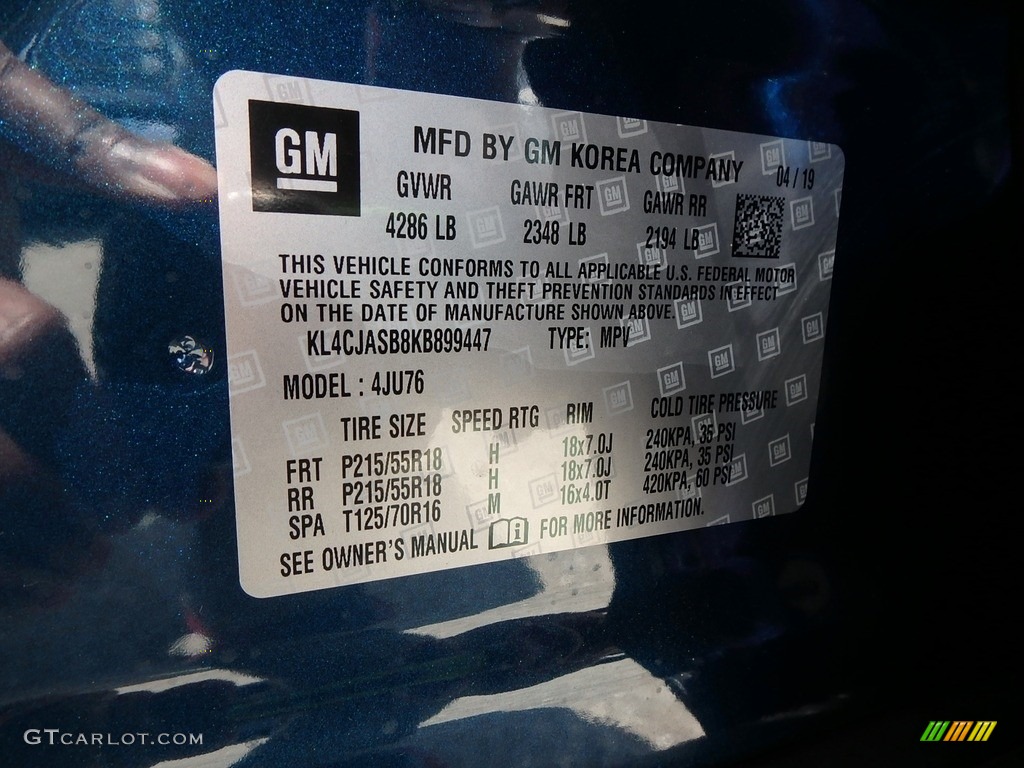 GM
MFD BY GM KOREA COMPANY 04/19
GVWR GAWR FRT GAWR RR
4286 LB 2348 LB 2194 LB
THIS VEHICLE CONFORMS TO ALL APPLICABLE U.S. FEDERAL MOTOR
VEHICLE SAFETY AND THEFT PREVENTION STANDARDS IN EFFECT
ON THE DATE OF MANUFACTURE SHOWN ABOVE.
KL4CJASB8KB899447 TYPE: MPV
MODEL : 4JU76
TIRE SIZE SPEED RTG RIM COLD TIRE PRESSURE
FRT P215/55R18 H 18x7.0J 240KPA, 35 PSI
RR P215/55R18 H 18x7.0J 240KPA, 35 PSI
SPA T125/70R16 M 16x4.0T 420KPA, 60 PSI
SEE OWNER'S MANUAL FOR MORE INFORMATION.
GTCARLOT.COM